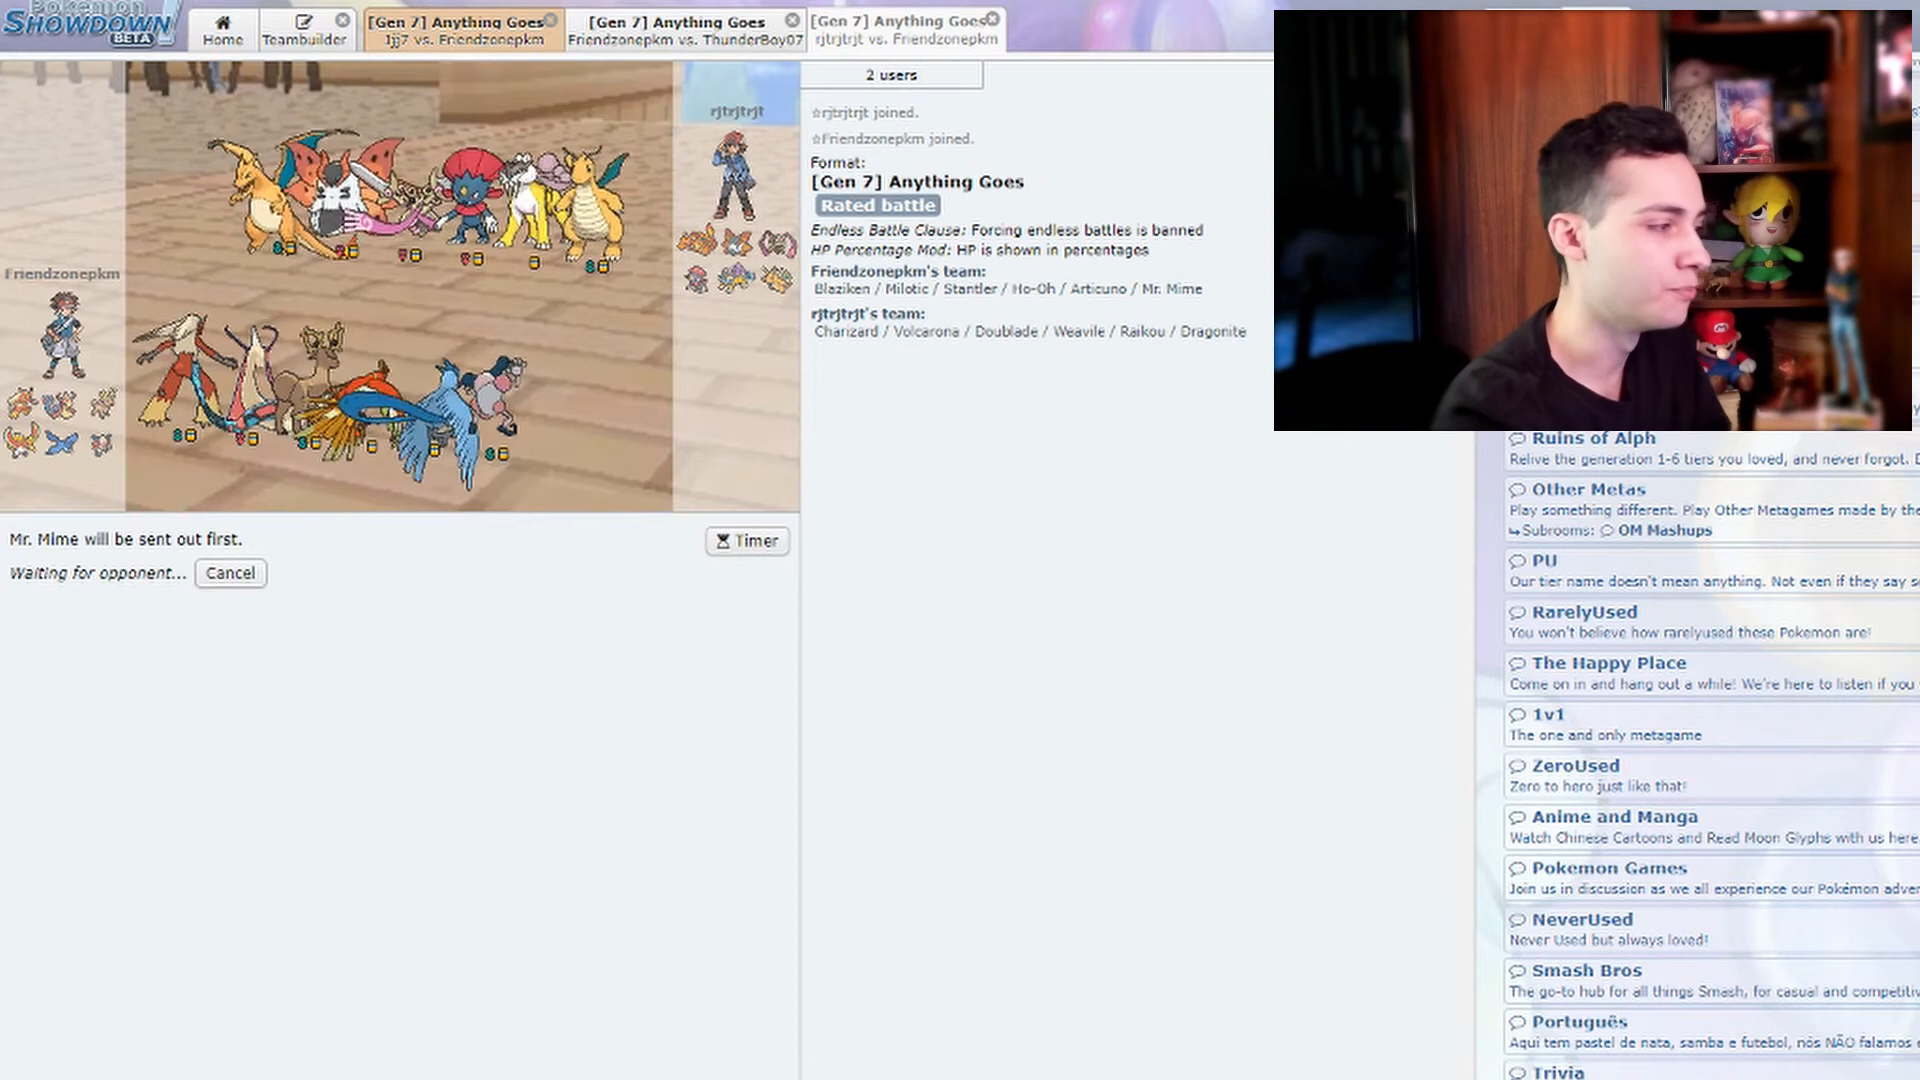 Pokémon
SHOWDOWN!
BETA
Home
Teambuilder
[Gen 7] Anything Goes
Ijj7 vs. Friendzonepkm
[Gen 7] Anything Goes
Friendzonepkm vs. ThunderBoy07
[Gen 7] Anything Goes
rjtrjtrjt vs. Friendzonepkm
rjtrjtrjt
Friendzonepkm
Mr. Mime will be sent out first.
Timer
Waiting for opponent... Cancel
2 users
☆rjtrjtrjt joined.
☆Friendzonepkm joined.
Format:
[Gen 7] Anything Goes
Rated battle
Endless Battle Clause: Forcing endless battles is banned
HP Percentage Mod: HP is shown in percentages
Friendzonepkm's team:
Blaziken / Milotic / Stantler / Ho-Oh / Articuno / Mr. Mime
rjtrjtrjt's team:
Charizard / Volcarona / Doublade / Weavile / Raikou / Dragonite
Ruins of Alph
Relive the generation 1-6 tiers you loved, and never forgot.
Other Metas
Play something different. Play Other Metagames made by the
Subrooms: OM Mashups
PU
Our tier name doesn't mean anything. Not even if they say
RarelyUsed
You won't believe how rarelyused these Pokemon are!
The Happy Place
Come on in and hang out a while! We're here to listen if you
1v1
The one and only metagame
ZeroUsed
Zero to hero just like that!
Anime and Manga
Watch Chinese Cartoons and Read Moon Glyphs with us here
Pokemon Games
Join us in discussion as we all experience our Pokémon
NeverUsed
Never Used but always loved!
Smash Bros
The go-to hub for all things Smash, for casual and
Português
Aqui tem pastel de nata, samba e futebol, nós NÃO falamos
Trivia